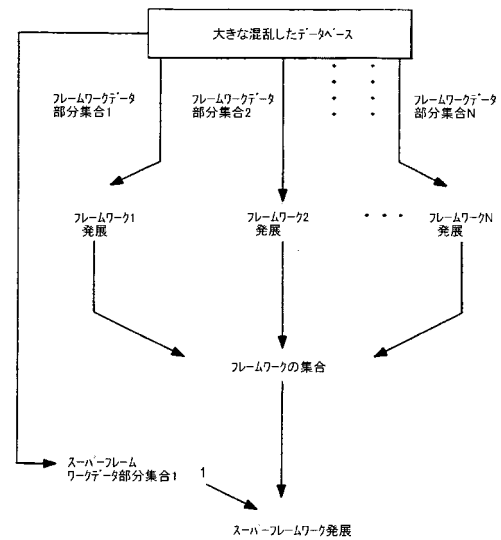 大きな混乱したデータベース
フレームワークデータ
部分集合1
フレームワークデータ
部分集合2
フレームワークデータ
部分集合N
フレームワーク1
発展
フレームワーク2
発展
フレームワークN
発展
フレームワークの集合
スーパーフレーム
ワークデータ部分集合1
1
スーパーフレームワーク発展